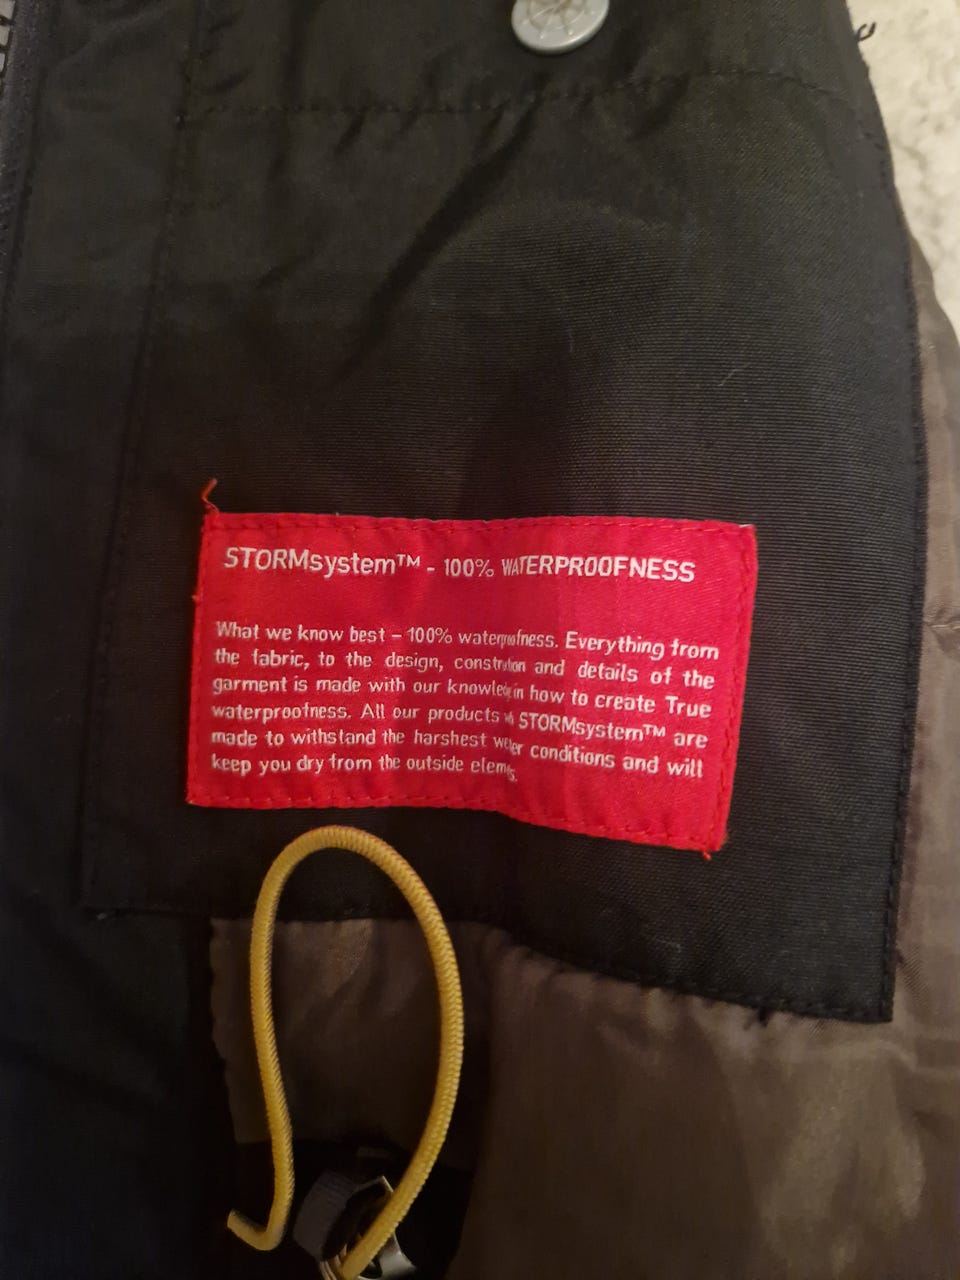 STORMsystem™ - 100% WATERPROOFNESS
What we know best – 100% waterproofness. Everything from
the fabric, to the design, construction and details of the
garment is made with our knowledge in how to create True
waterproofness. All our products STORMsystem™ are
made to withstand the harshest conditions and will
keep you dry from the outside